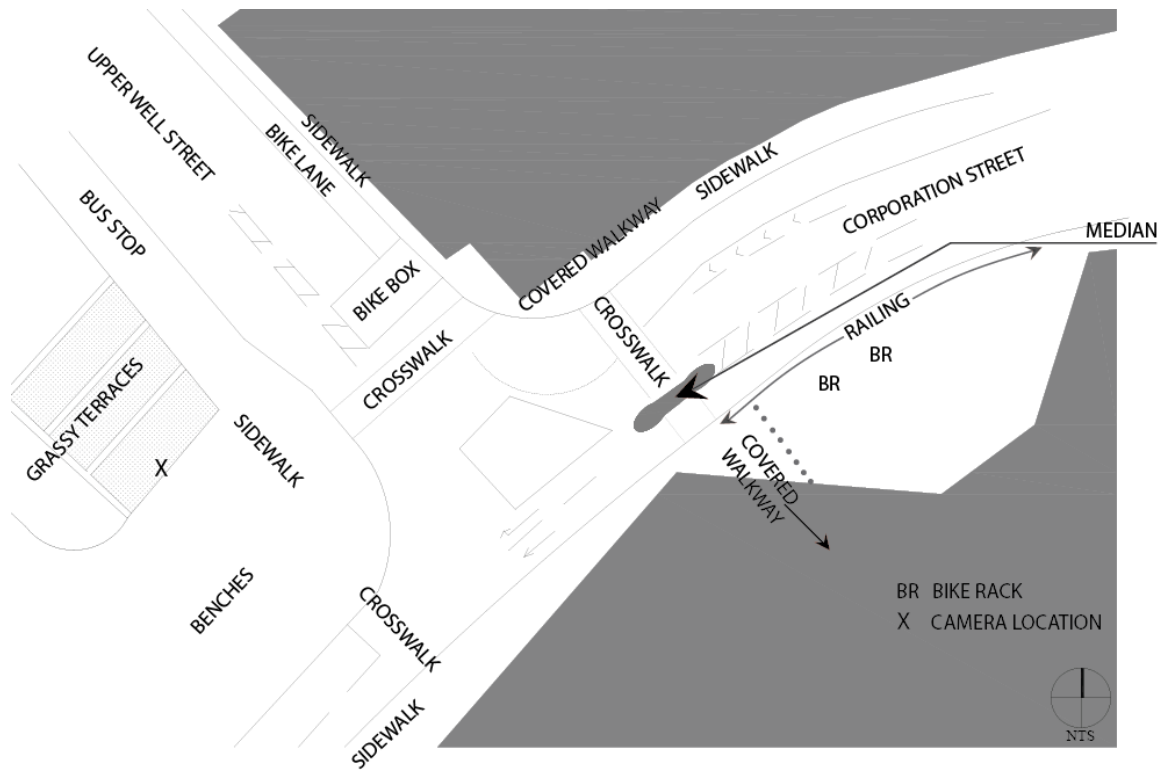 UPPER WELL STREET
SIDEWALK
BIKE LANE
BUS STOP
BIKE BOX
CROSSWALK
GRASSY TERRACES
X
SIDEWALK
BENCHES
COVERED WALKWAY
SIDEWALK
CORPORATION STREET
MEDIAN
CROSSWALK
RAILING
BR
BR
COVERED
WALKWAY
CROSSWALK
SIDEWALK
BR BIKE RACK
X CAMERA LOCATION
NTS